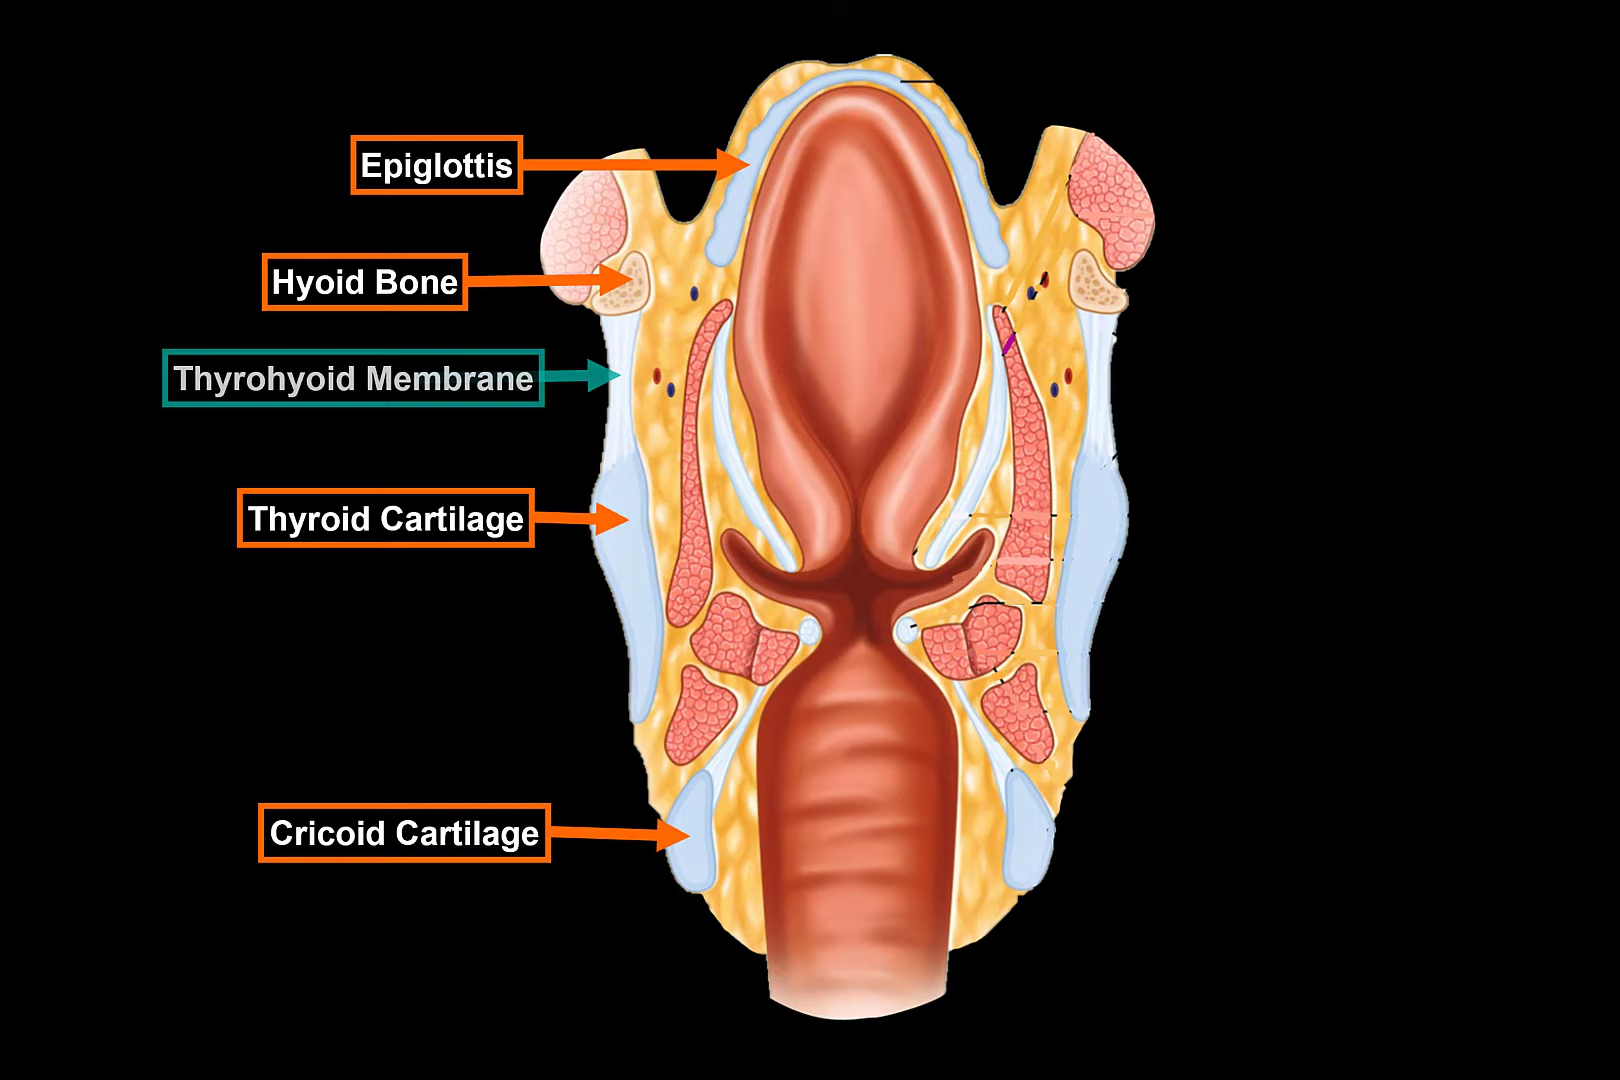 Epiglottis
Hyoid Bone
Thyrohyoid Membrane
Thyroid Cartilage
Cricoid Cartilage